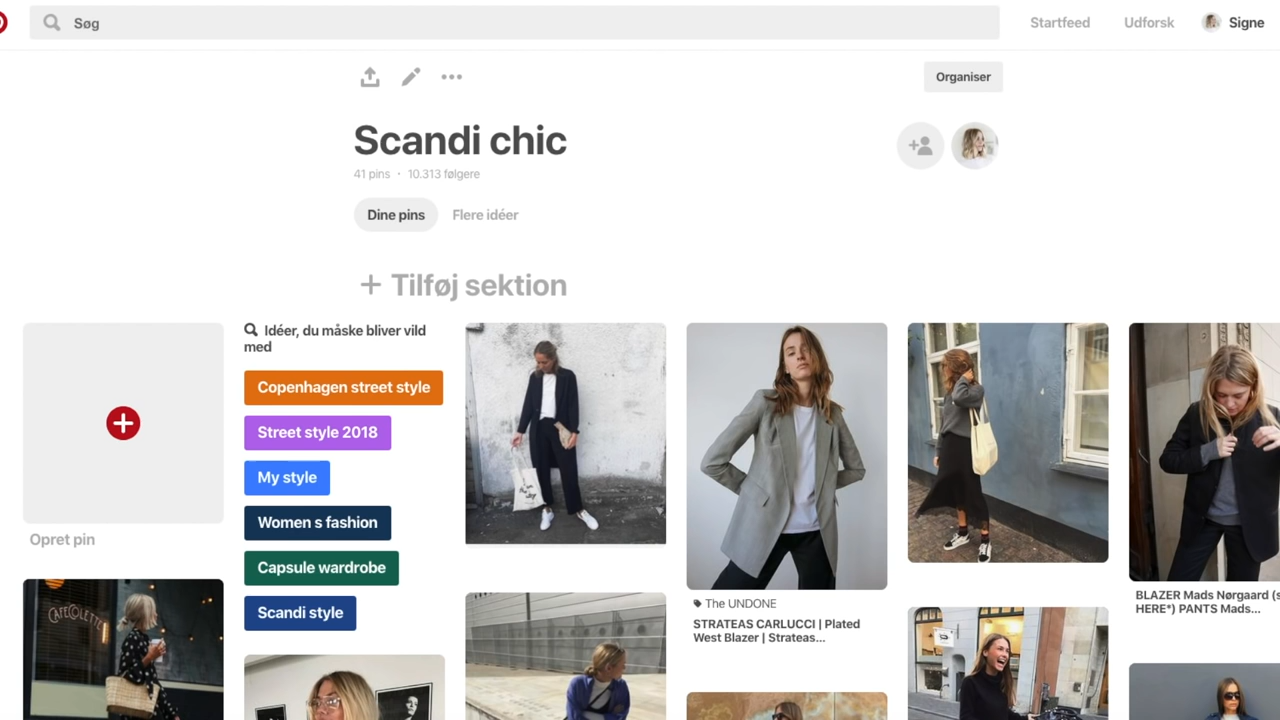 Søg
Startfeed
Udforsk
Signe
Organiser
Scandi chic
41 pins · 10.313 følgere
Dine pins
Flere idéer
+ Tilføj sektion
Idéer, du måske bliver vild
med
Copenhagen street style
Street style 2018
My style
Women s fashion
Capsule wardrobe
Scandi style
Opret pin
CAFE COLETTE
The UNDONE
STRATEAS CARLUCCI | Plated
West Blazer | Strateas...
BLAZER Mads Nørgaard (s
HERE*) PANTS Mads...